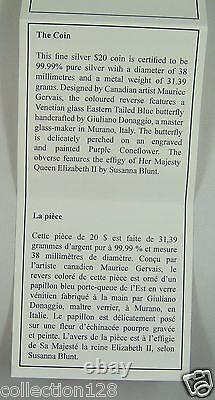 The Coin
This fine silver $20 coin is certified to be
99.99% pure silver with a diameter of 38
millimetres and a metal weight of 31.39
grams. Designed by Canadian artist Maurice
Gervais, the coloured reverse features a
Venetian glass Eastern Tailed Blue butterfly
handcrafted by Giuliano Donaggio, a master
glass-maker in Murano, Italy. The butterfly
is delicately perched on an engraved
and painted Purple Coneflower. The
obverse features the effigy of Her Majesty
Queen Elizabeth II by Susanna Blunt.
La pièce
Cette pièce de 20 $ est faite de 31,39
grammes d'argent pur à 99,99 % et mesure
38 millimètres de diamètre. Conçu par
l'artiste canadien Maurice Gervais, le
revers coloré de cette pièce est orné d'un
papillon bleu porte-queue de l'Est en verre
vénitien fabriqué à la main par Giuliano
Donaggio, maître verrier, à Murano, en
Italie. Le papillon est délicatement posé
sur une fleur d'échinacée pourpre gravée
et peinte. L'avers de la pièce est à l'effigie
de Sa Majesté la reine Elizabeth II, selon
Susanna Blunt.
collection128
ebay